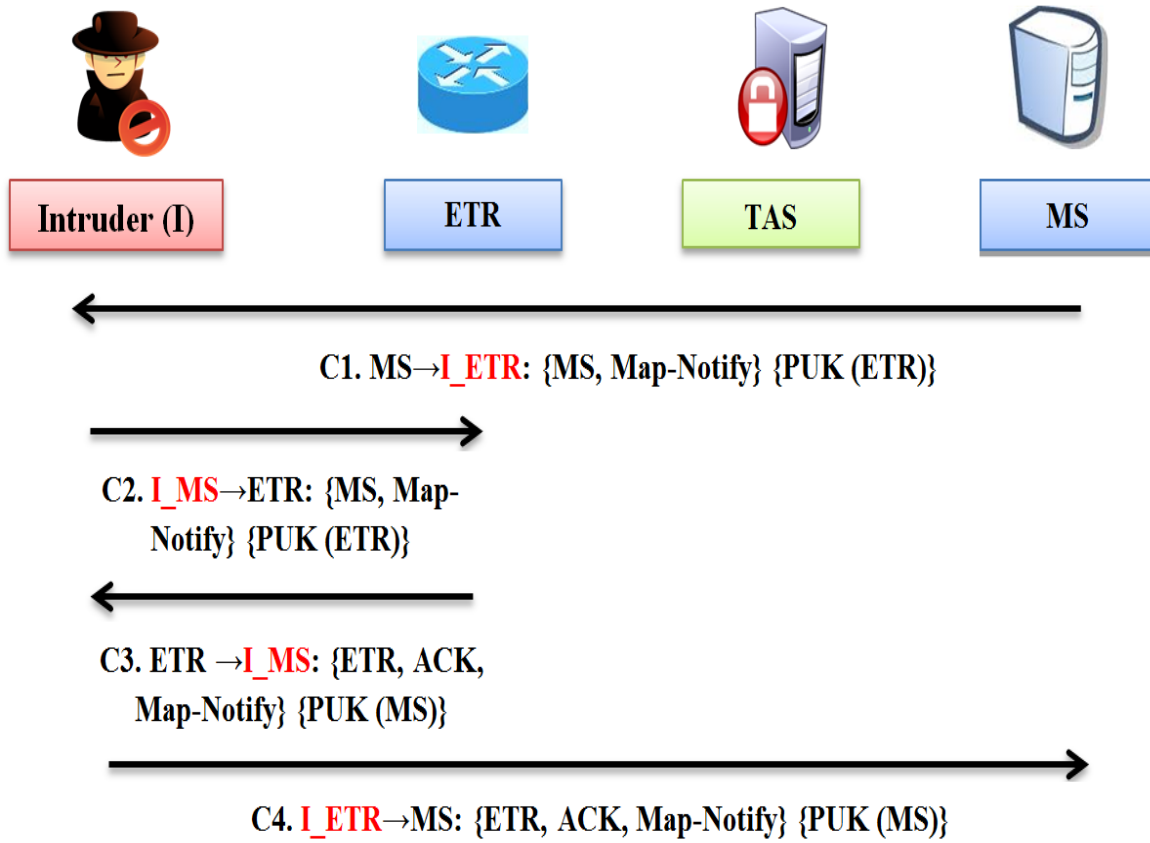 Intruder (I)
ETR
TAS
MS
C1. MS→I_ETR: {MS, Map-Notify} {PUK (ETR)}
C2. I_MS→ETR: {MS, Map-
Notify} {PUK (ETR)}
C3. ETR →I_MS: {ETR, ACK,
Map-Notify} {PUK (MS)}
C4. I_ETR→MS: {ETR, ACK, Map-Notify} {PUK (MS)}